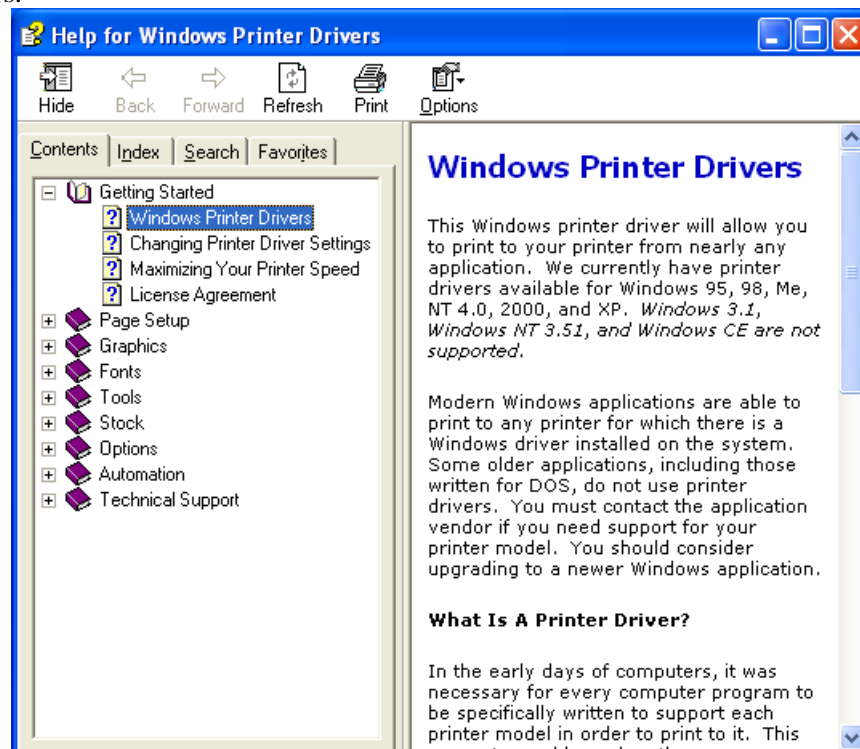 rs.
Help for Windows Printer Drivers
Hide Back Forward Refresh Print Options
Contents Index Search Favorites
Getting Started
Windows Printer Drivers
Changing Printer Driver Settings
Maximizing Your Printer Speed
License Agreement
Page Setup
Graphics
Fonts
Tools
Stock
Options
Automation
Technical Support
Windows Printer Drivers
This Windows printer driver will allow you
to print to your printer from nearly any
application. We currently have printer
drivers available for Windows 95, 98, Me,
NT 4.0, 2000, and XP. Windows 3.1,
Windows NT 3.51, and Windows CE are not
supported.
Modern Windows applications are able to
print to any printer for which there is a
Windows driver installed on the system.
Some older applications, including those
written for DOS, do not use printer
drivers. You must contact the application
vendor if you need support for your
printer model. You should consider
upgrading to a newer Windows application.
What Is A Printer Driver?
In the early days of computers, it was
necessary for every computer program to
be specifically written to support each
printer model in order to print to it. This